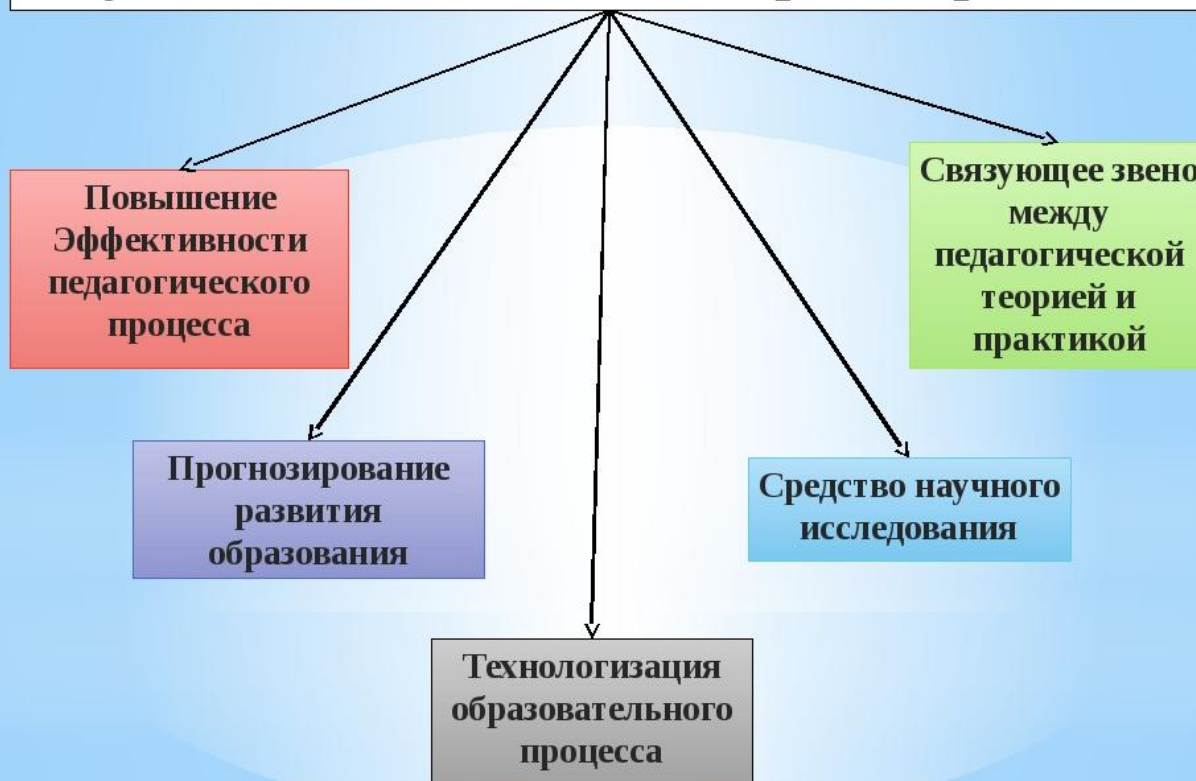 Повышение
Эффективности
педагогического
процесса
Связующее звено
между
педагогической
теорией и
практикой
Прогнозирование
развития
образования
Средство научного
исследования
Технологизация
образовательного
процесса